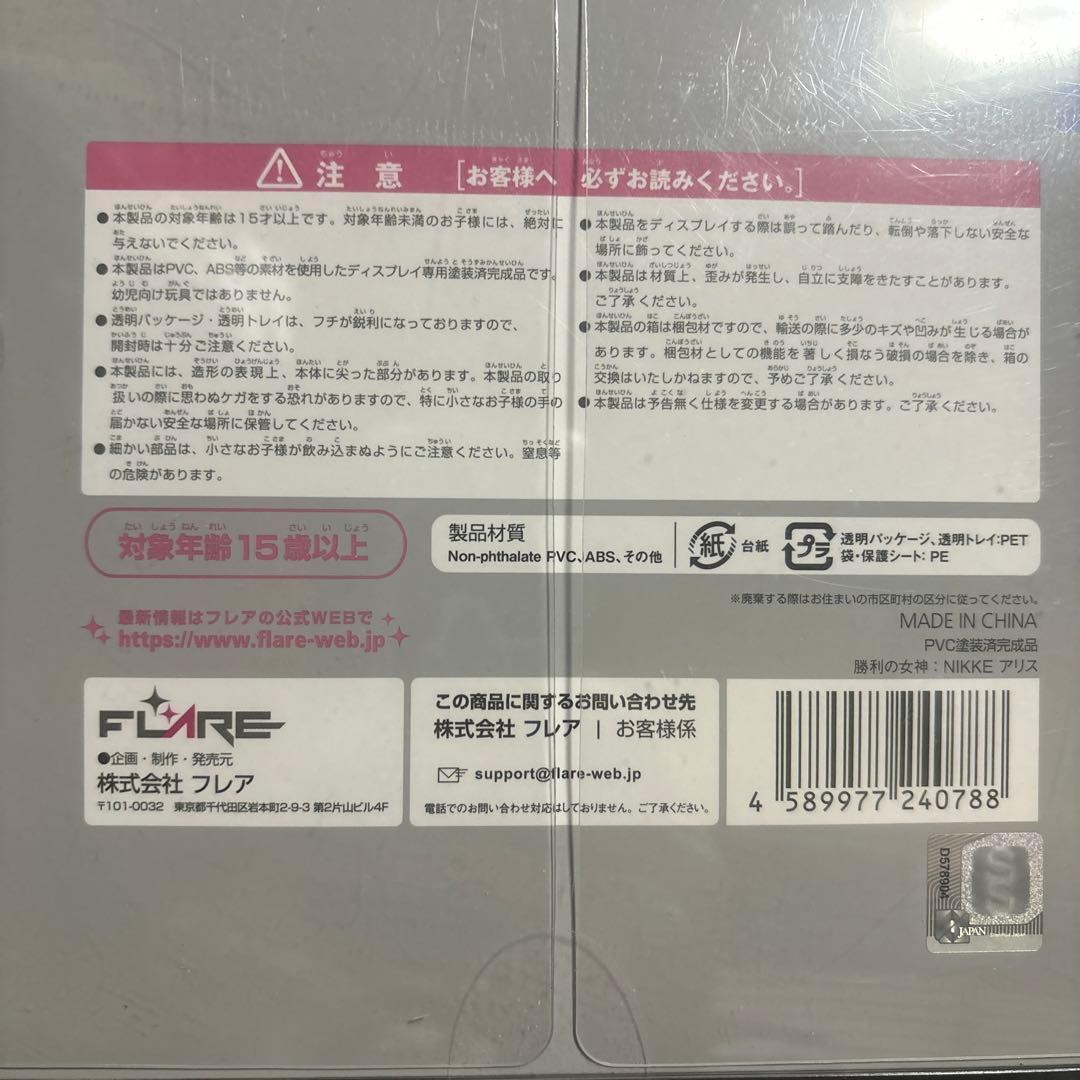 注意 [お客様へ 必ずお読みください。]
●本製品の対象年齢は15才以上です。対象年齢未満のお子様には、絶対に
与えないでください。
●本製品はPVC、ABS等の素材を使用したディスプレイ専用塗装済完成品です。
幼児向け玩具ではありません。
●透明パッケージ・透明トレイは、フチが鋭利になっておりますので、
開封時は十分ご注意ください。
●本製品には、造形の表現上、本体に尖った部分があります。本製品の取り
扱いの際に思わぬケガをする恐れがありますので、特に小さなお子様の手の
届かない安全な場所に保管してください。
●細かい部品は、小さなお子様が飲み込まぬようにご注意ください。窒息等
の危険があります。
●本製品をディスプレイする際は誤って踏んだり、転倒や落下しない安全な
場所に飾ってください。
●本製品は材質上、歪みが発生し、自立に支障をきたすことがあります。
ご了承ください。
●本製品の箱は梱包材ですので、輸送の際に多少のキズや凹みが生じる場合が
あります。梱包材としての機能を著しく損なう破損の場合を除き、箱の
交換はいたしかねますので、予めご了承ください。
●本製品は予告無く仕様を変更する場合があります。ご了承ください。
対象年齢15歳以上
製品材質
Non-phthalate PVC、ABS、その他
紙 台紙
プラ 透明パッケージ、透明トレイ:PET
袋・保護シート:PE
※廃棄する際はお住まいの市区町村の区分に従ってください。
最新情報はフレアの公式WEBで
https://www.flare-web.jp
MADE IN CHINA
PVC塗装済完成品
勝利の女神:NIKKE アリス
FLARE
●企画・制作・発売元
株式会社 フレア
〒101-0032 東京都千代田区岩本町2-9-3 第2片山ビル4F
この商品に関するお問い合わせ先
株式会社 フレア | お客様係
support@flare-web.jp
電話でのお問い合わせ対応はしておりません。ご了承ください。
4 589977 240788
D578904
JAPAN